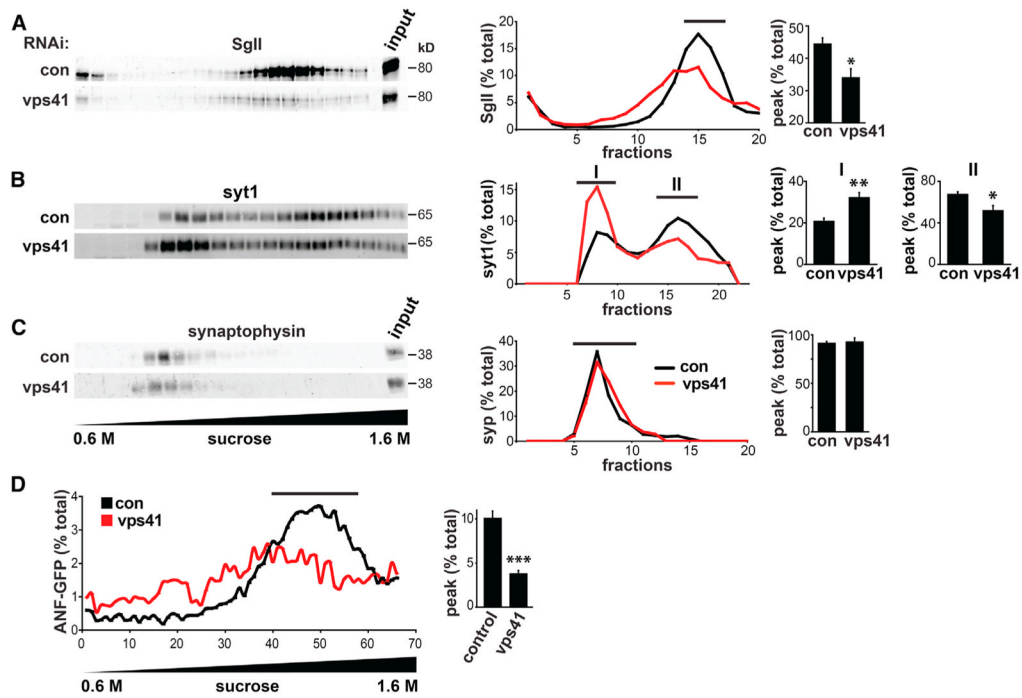 A
RNAi:
SgII
input
kD
con
80
vps41
80
SgII (% total)
20
15
10
5
0
5
10
15
20
fractions
peak (% total)
50
40
30
20
*
con
vps41
B
syt1
con
65
vps41
65
I
II
syt1(% total)
15
10
5
0
5
10
15
20
fractions
I
peak (% total)
40
20
0
**
con vps41
II
peak (% total)
80
40
0
*
con vps41
C
synaptophysin
input
con
38
vps41
38
0.6 M
sucrose
1.6 M
syp (% total)
40
30
20
10
0
con
vps41
0
5
10
15
20
fractions
peak (% total)
100
50
0
con vps41
D
ANF-GFP (% total)
4
3
2
1
0
con
vps41
0
10
20
30
40
50
60
70
0.6 M
sucrose
1.6 M
peak (% total)
10
5
0
***
control
vps41